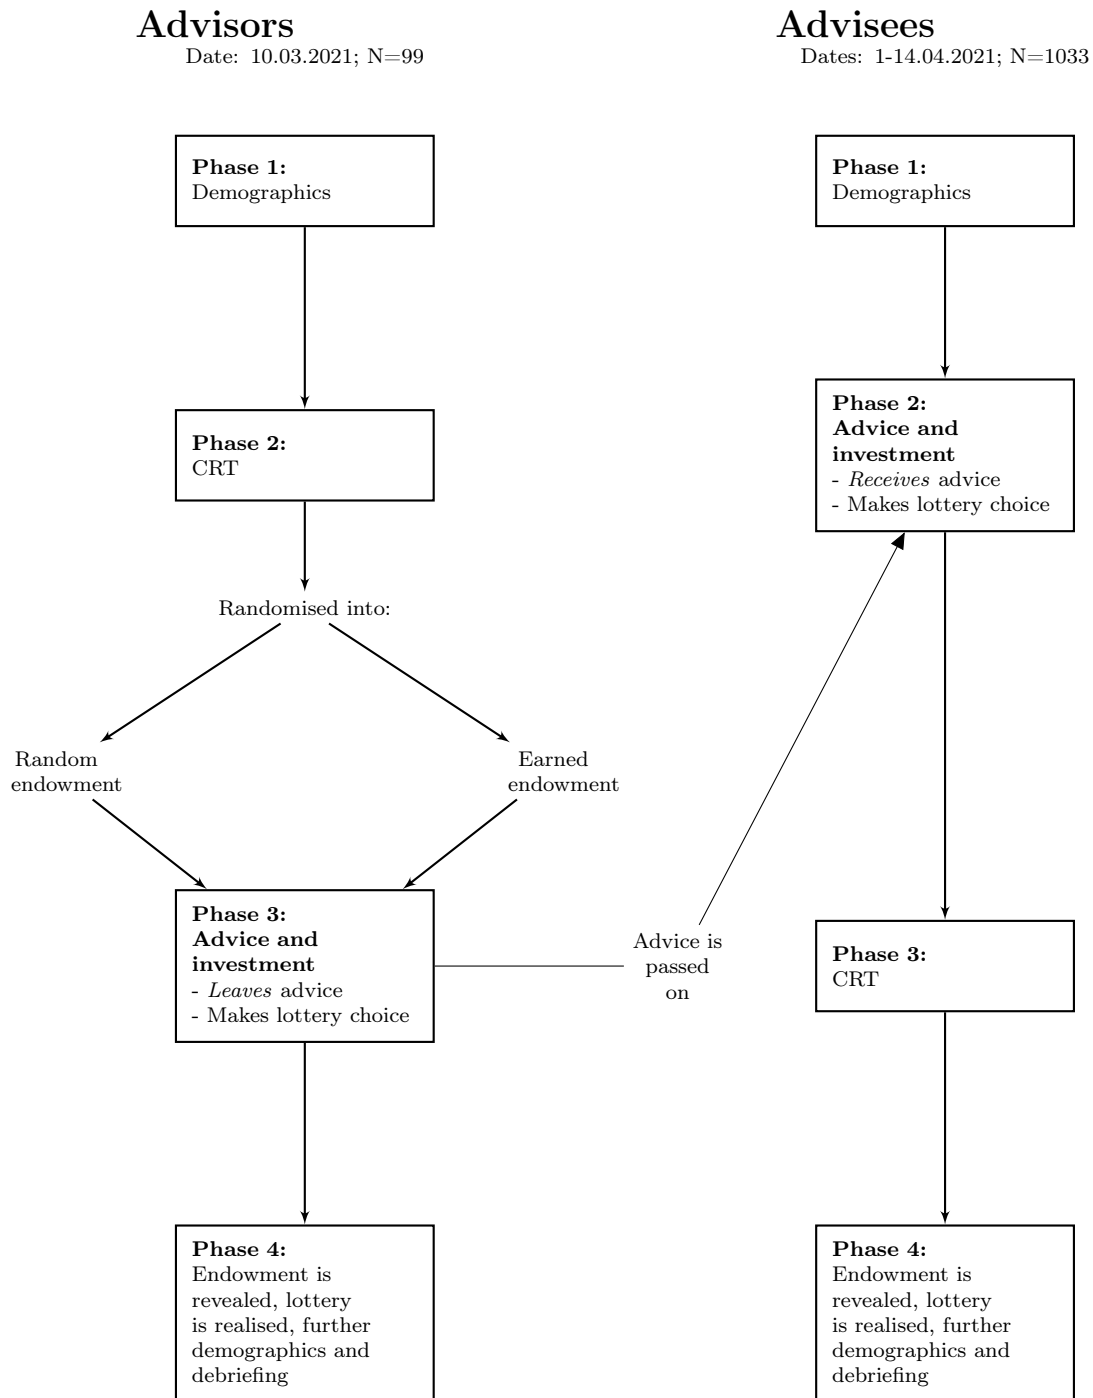 Advisors
Date: 10.03.2021; N=99
Phase 1:
Demographics
Phase 2:
CRT
Randomised into:
Random
endowment
Earned
endowment
Phase 3:
Advice and
investment
- Leaves advice
- Makes lottery choice
Advice is
passed
on
Phase 4:
Endowment is
revealed, lottery
is realised, further
demographics and
debriefing
Advisees
Dates: 1-14.04.2021; N=1033
Phase 1:
Demographics
Phase 2:
Advice and
investment
- Receives advice
- Makes lottery choice
Phase 3:
CRT
Phase 4:
Endowment is
revealed, lottery
is realised, further
demographics and
debriefing